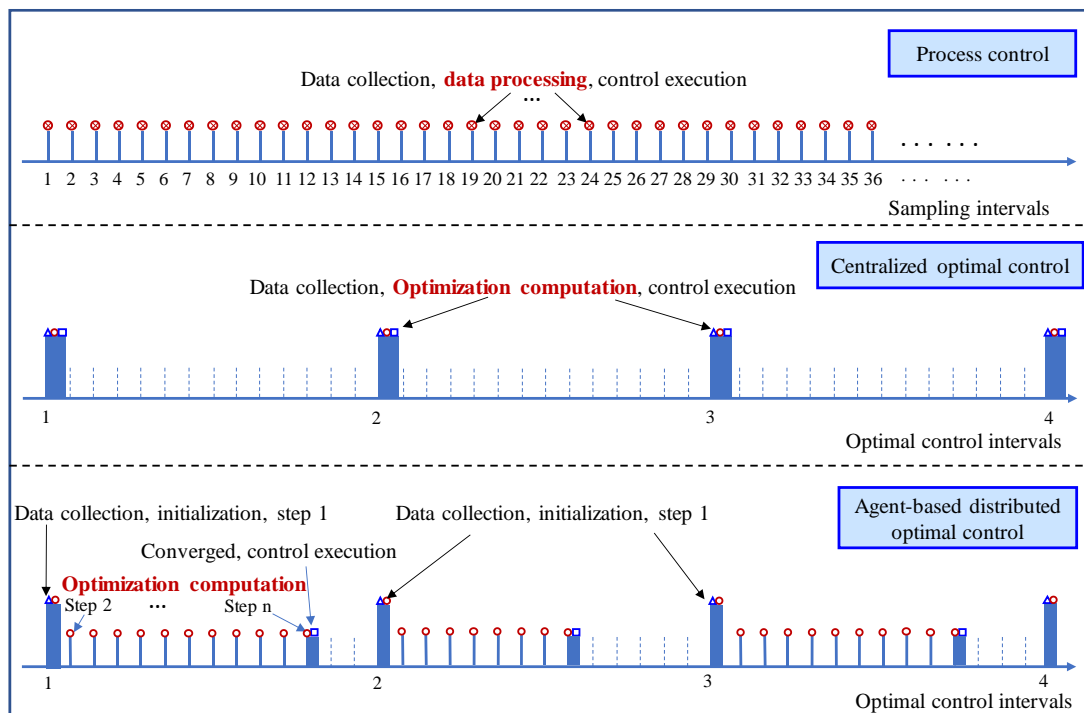 Process control
Data collection, data processing, control execution
...
1 2 3 4 5 6 7 8 9 10 11 12 13 14 15 16 17 18 19 20 21 22 23 24 25 26 27 28 29 30 31 32 33 34 35 36
Sampling intervals
Centralized optimal control
Data collection, Optimization computation, control execution
1 2 3 4
Optimal control intervals
Agent-based distributed
optimal control
Data collection, initialization, step 1
Data collection, initialization, step 1
Converged, control execution
Optimization computation
Step 2 ... Step n
1 2 3 4
Optimal control intervals